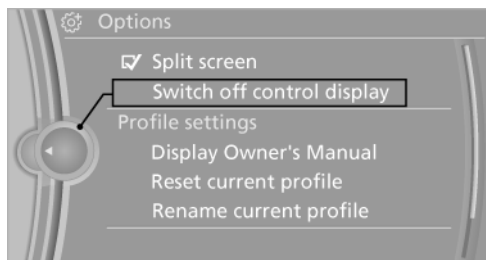 Options
Split screen
Switch off control display
Profile settings
Display Owner's Manual
Reset current profile
Rename current profile